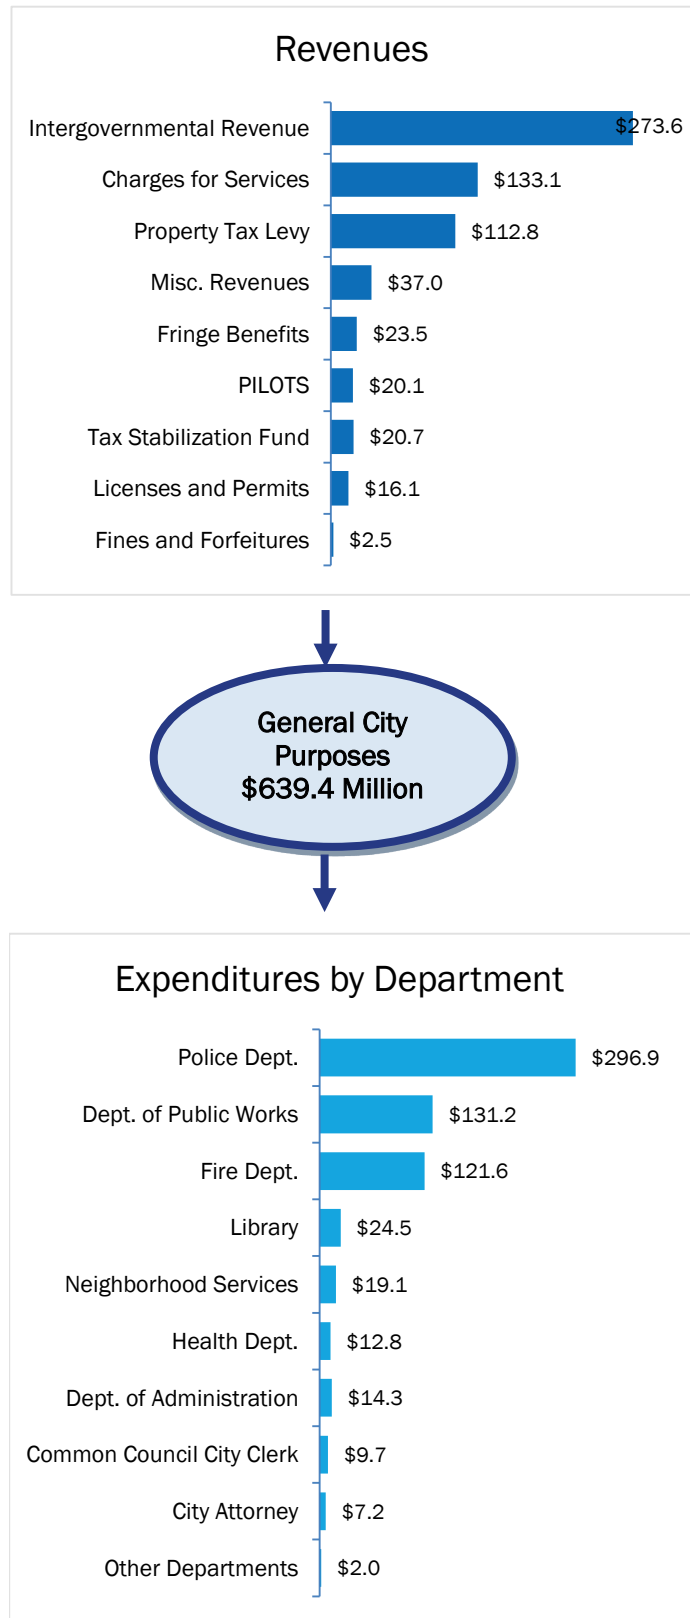 Revenues
Intergovernmental Revenue $273.6
Charges for Services $133.1
Property Tax Levy $112.8
Misc. Revenues $37.0
Fringe Benefits $23.5
PILOTS $20.1
Tax Stabilization Fund $20.7
Licenses and Permits $16.1
Fines and Forfeitures $2.5
General City
Purposes
$639.4 Million
Expenditures by Department
Police Dept. $296.9
Dept. of Public Works $131.2
Fire Dept. $121.6
Library $24.5
Neighborhood Services $19.1
Health Dept. $12.8
Dept. of Administration $14.3
Common Council City Clerk $9.7
City Attorney $7.2
Other Departments $2.0